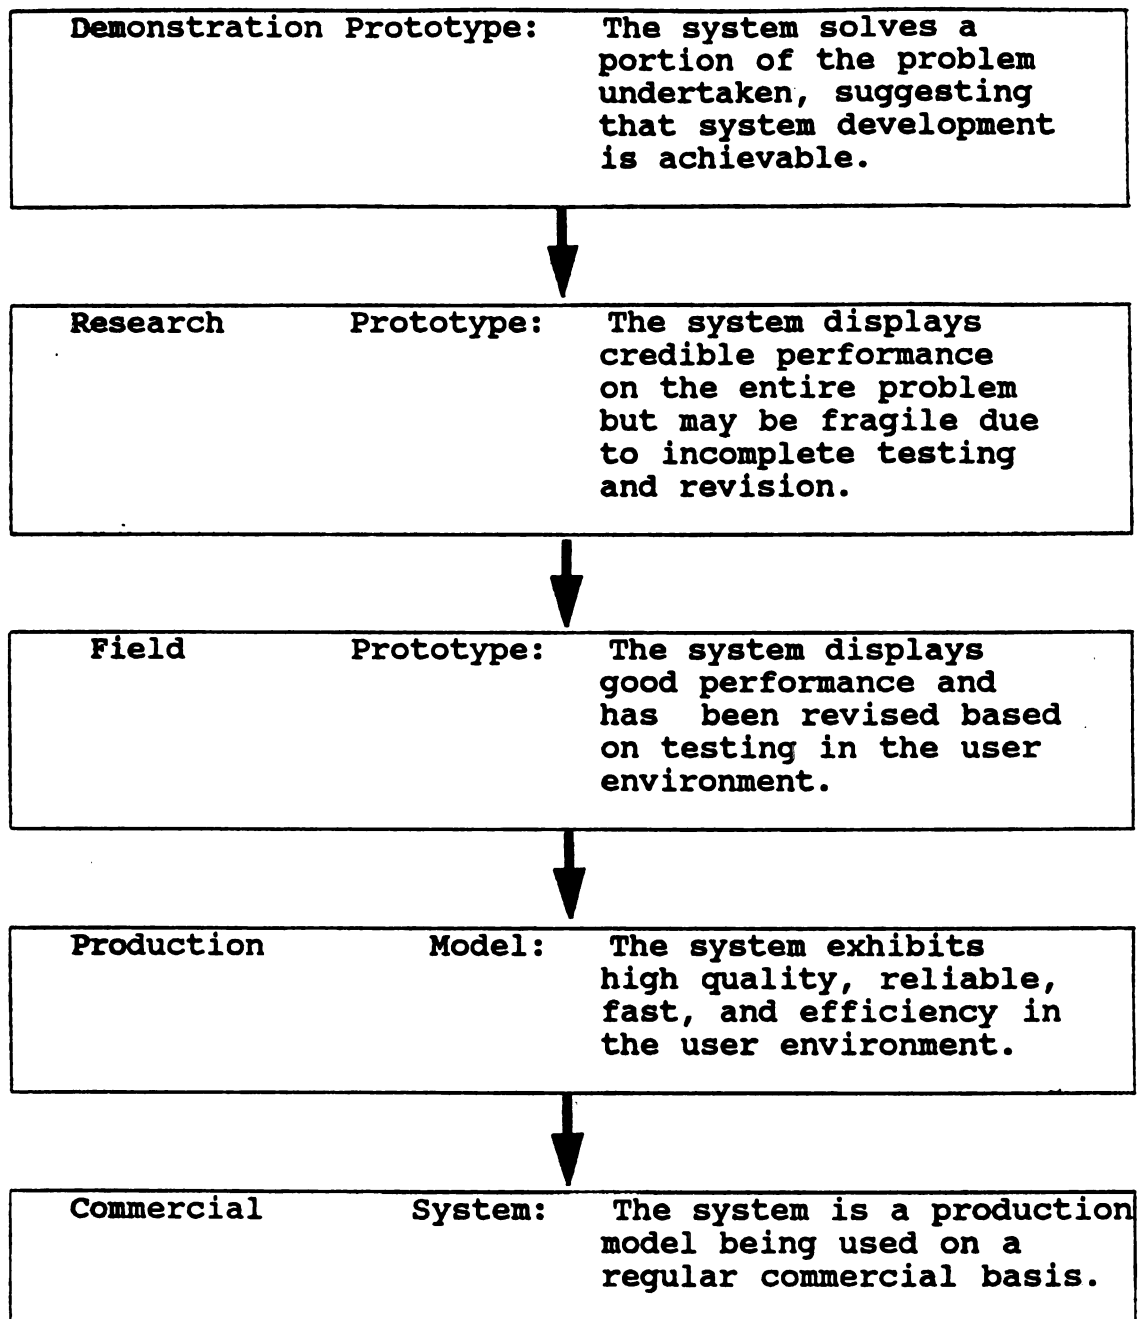 Demonstration Prototype: The system solves a
portion of the problem
undertaken, suggesting
that system development
is achievable.
Research Prototype: The system displays
credible performance
on the entire problem
but may be fragile due
to incomplete testing
and revision.
Field Prototype: The system displays
good performance and
has been revised based
on testing in the user
environment.
Production Model: The system exhibits
high quality, reliable,
fast, and efficiency in
the user environment.
Commercial System: The system is a production
model being used on a
regular commercial basis.